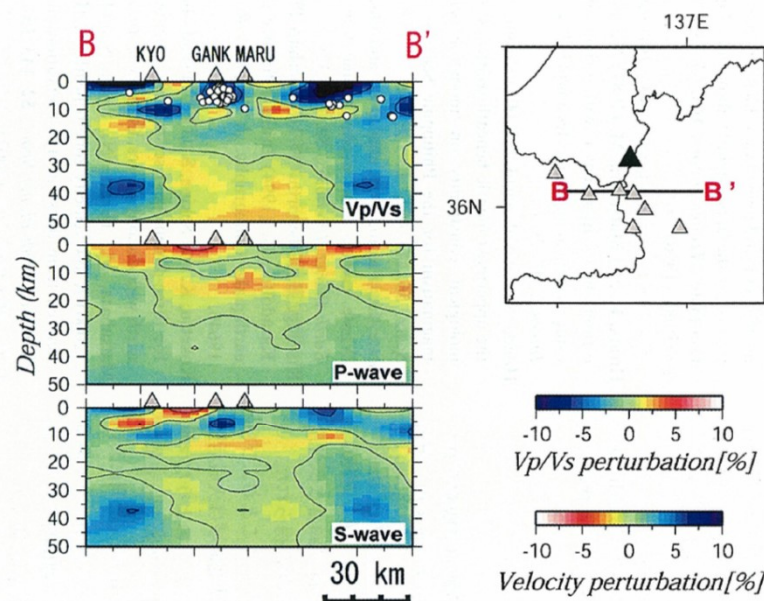 B B'
KYO GANK MARU
0
10
20
30
40
50
Vp/Vs
0
10
20
30
40
50
P-wave
0
10
20
30
40
50
S-wave
Depth (km)
30 km
137E
36N
B B'
-10 -5 0 5 10
Vp/Vs perturbation[%]
-10 -5 0 5 10
Velocity perturbation[%]